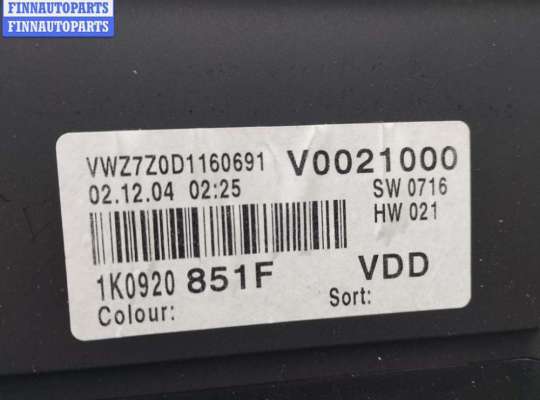 FINNAUTOPARTS
FINNAUTOPARTS
VWZ7Z0D1160691 V0021000
02.12.04 02:25 SW 0716
HW 021
1K0920 851F VDD
Colour: Sort: